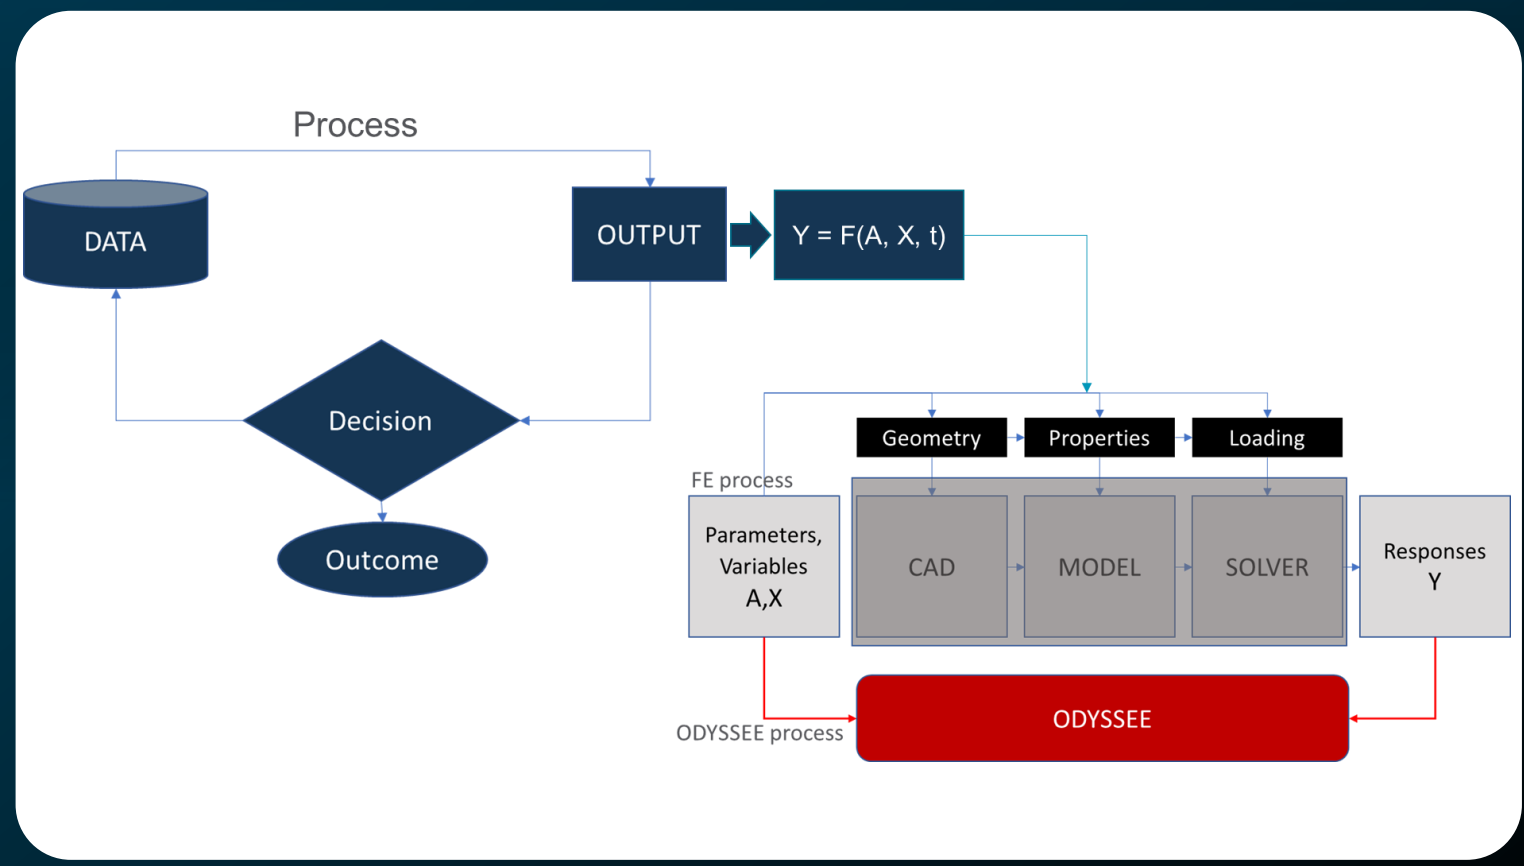 Process
DATA
OUTPUT
Y = F(A, X, t)
Decision
Outcome
Geometry
Properties
Loading
FE process
Parameters,
Variables
A,X
CAD
MODEL
SOLVER
Responses
Y
ODYSSEE process
ODYSSEE